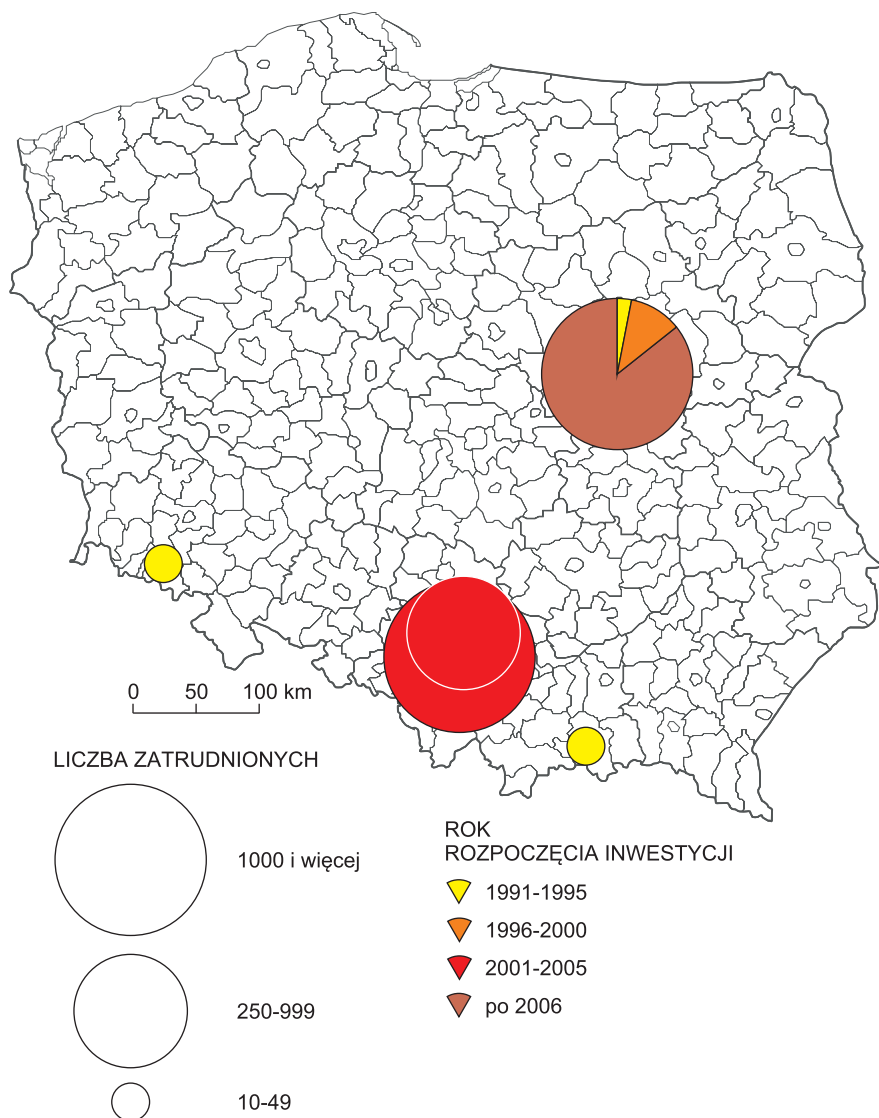 0 50 100 km
LICZBA ZATRUDNIONYCH
1000 i więcej
250-999
10-49
ROK
ROZPOCZĘCIA INWESTYCJI
1991-1995
1996-2000
2001-2005
po 2006